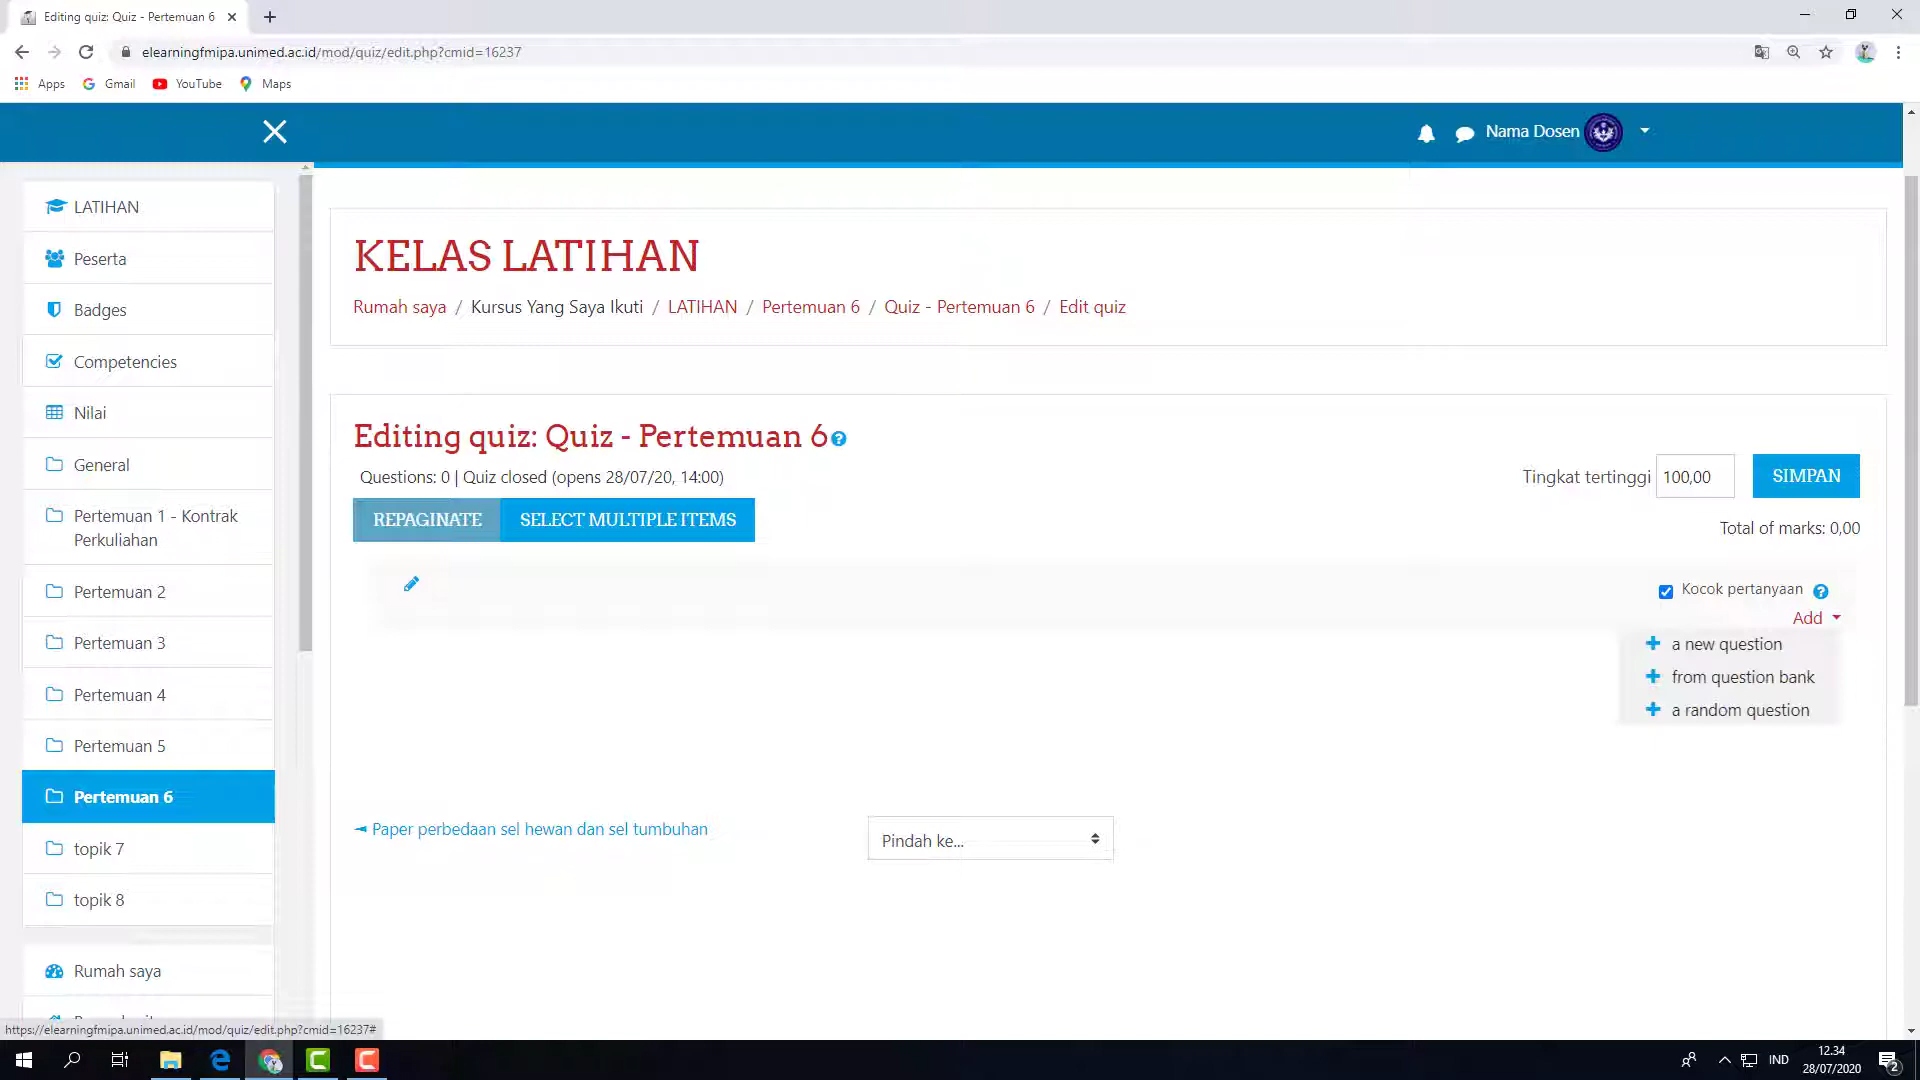 Editing quiz: Quiz - Pertemuan 6
elearningfmipa.unimed.ac.id/mod/quiz/edit.php?cmid=16237
Apps Gmail YouTube Maps
Nama Dosen
LATIHAN
Peserta
Badges
Competencies
Nilai
General
Pertemuan 1 - Kontrak
Perkuliahan
Pertemuan 2
Pertemuan 3
Pertemuan 4
Pertemuan 5
Pertemuan 6
topik 7
topik 8
Rumah saya
KELAS LATIHAN
Rumah saya / Kursus Yang Saya Ikuti / LATIHAN / Pertemuan 6 / Quiz - Pertemuan 6 / Edit quiz
Editing quiz: Quiz - Pertemuan 6
Questions: 0 | Quiz closed (opens 28/07/20, 14:00)
Tingkat tertinggi 100,00 SIMPAN
REPAGINATE SELECT MULTIPLE ITEMS
Total of marks: 0,00
Kocok pertanyaan
Add
a new question
from question bank
a random question
◄ Paper perbedaan sel hewan dan sel tumbuhan
Pindah ke...
https://elearningfmipa.unimed.ac.id/mod/quiz/edit.php?cmid=16237#
IND
12.34
28/07/2020
2